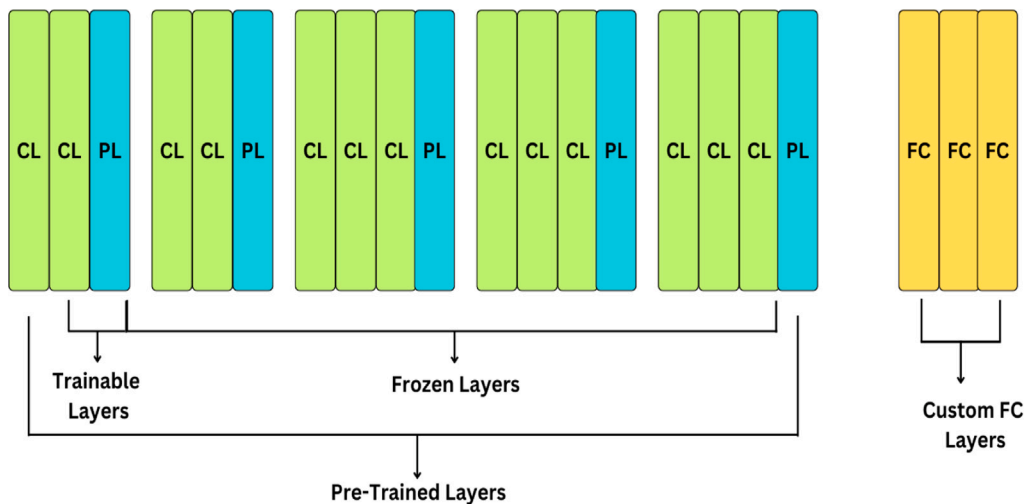 CL CL PL CL CL PL CL CL CL PL CL CL CL PL CL CL CL PL FC FC FC
Trainable
Layers
Frozen Layers
Custom FC
Layers
Pre-Trained Layers